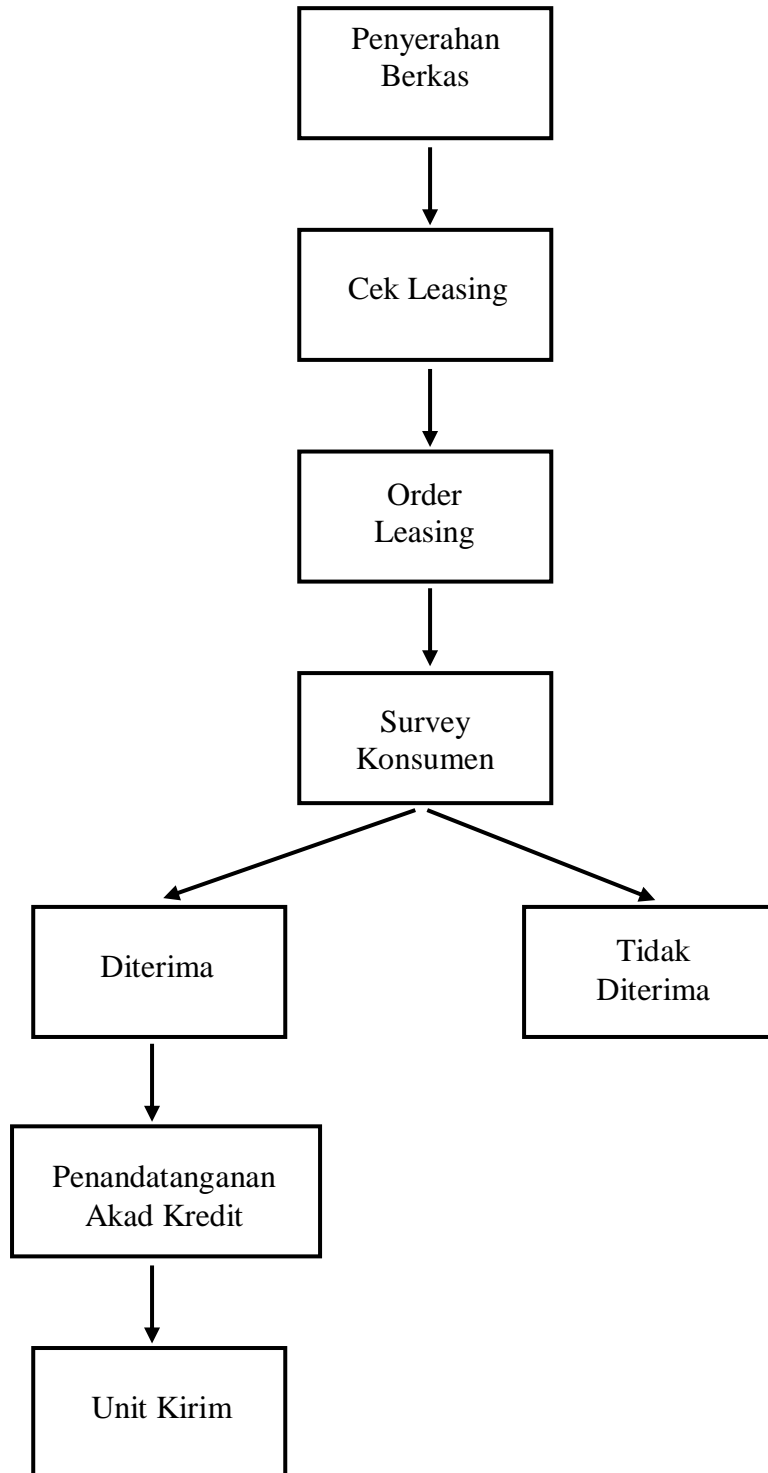 Penyerahan
Berkas
Cek Leasing
Order
Leasing
Survey
Konsumen
Diterima
Tidak
Diterima
Penandatanganan
Akad Kredit
Unit Kirim